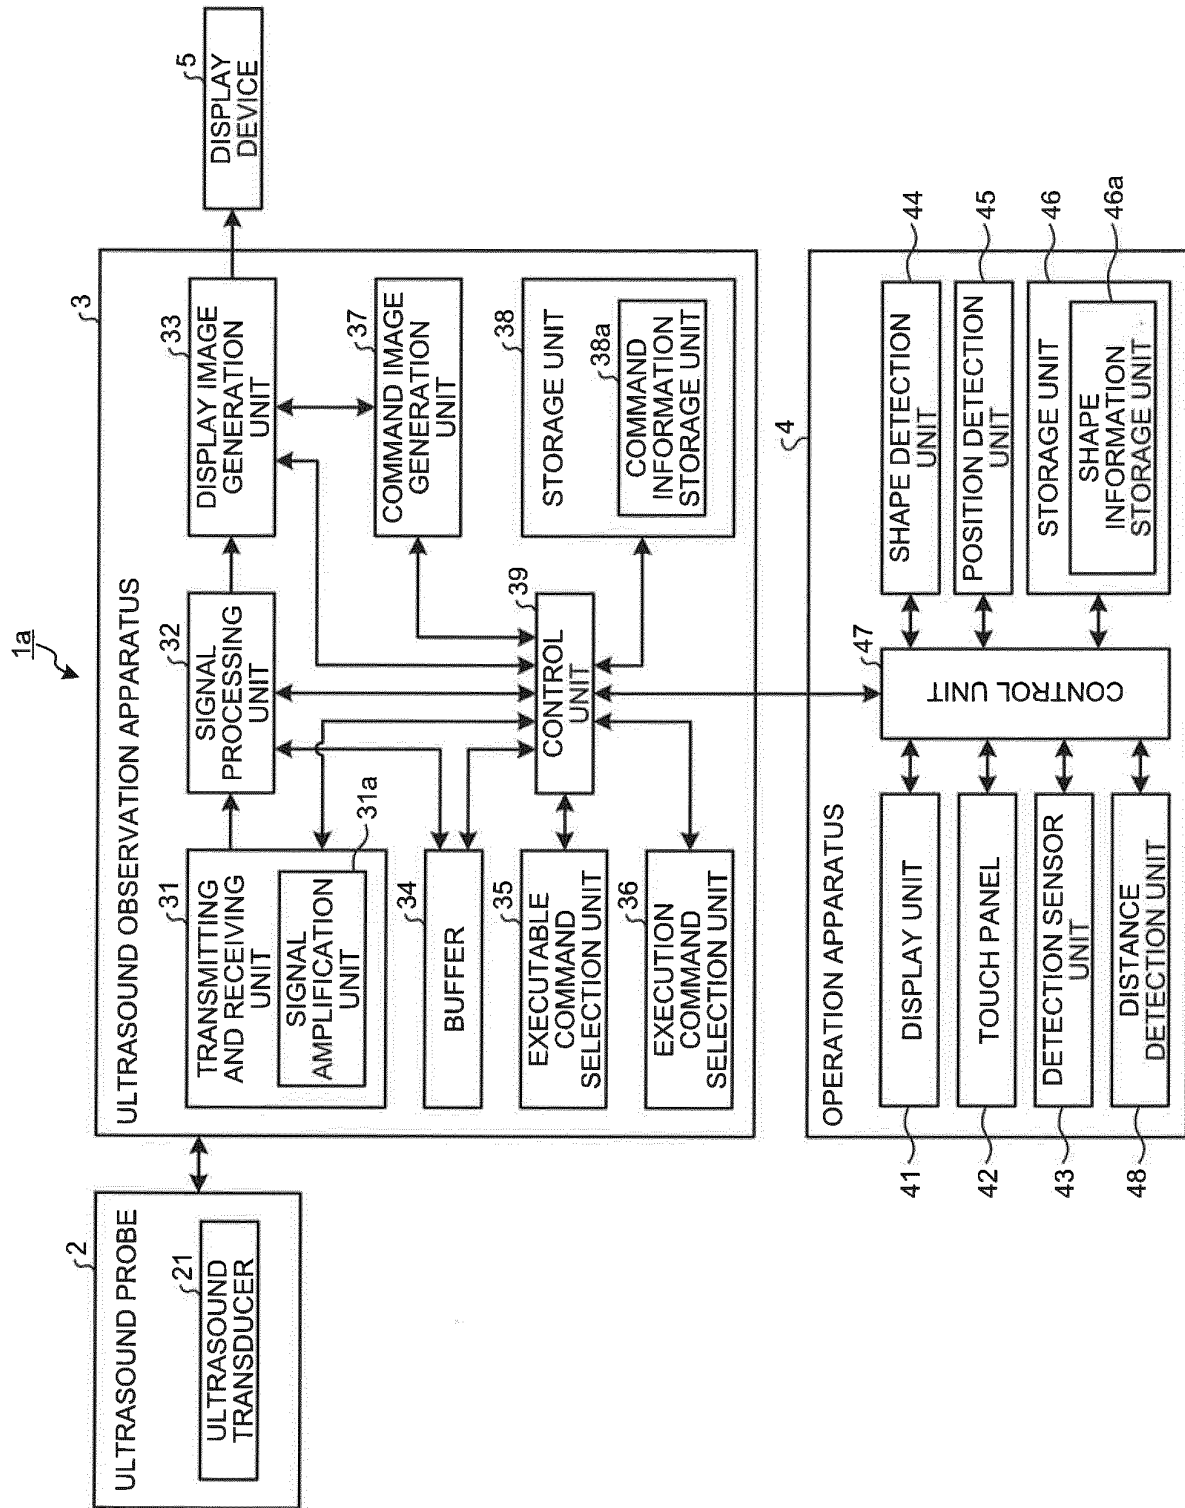 1a
2
ULTRASOUND PROBE
21
ULTRASOUND
TRANSDUCER
3
ULTRASOUND OBSERVATION APPARATUS
31
TRANSMITTING
AND RECEIVING
UNIT
31a
SIGNAL
AMPLIFICATION
UNIT
32
SIGNAL
PROCESSING
UNIT
33
DISPLAY IMAGE
GENERATION
UNIT
5
DISPLAY
DEVICE
34
BUFFER
35
EXECUTABLE
COMMAND
SELECTION UNIT
36
EXECUTION
COMMAND
SELECTION UNIT
39
CONTROL
UNIT
37
COMMAND IMAGE
GENERATION
UNIT
38
STORAGE UNIT
38a
COMMAND
INFORMATION
STORAGE UNIT
4
OPERATION APPARATUS
41
DISPLAY UNIT
42
TOUCH PANEL
43
DETECTION SENSOR
UNIT
48
DISTANCE
DETECTION UNIT
47
CONTROL UNIT
44
SHAPE DETECTION
UNIT
45
POSITION DETECTION
UNIT
46
STORAGE UNIT
46a
SHAPE
INFORMATION
STORAGE UNIT